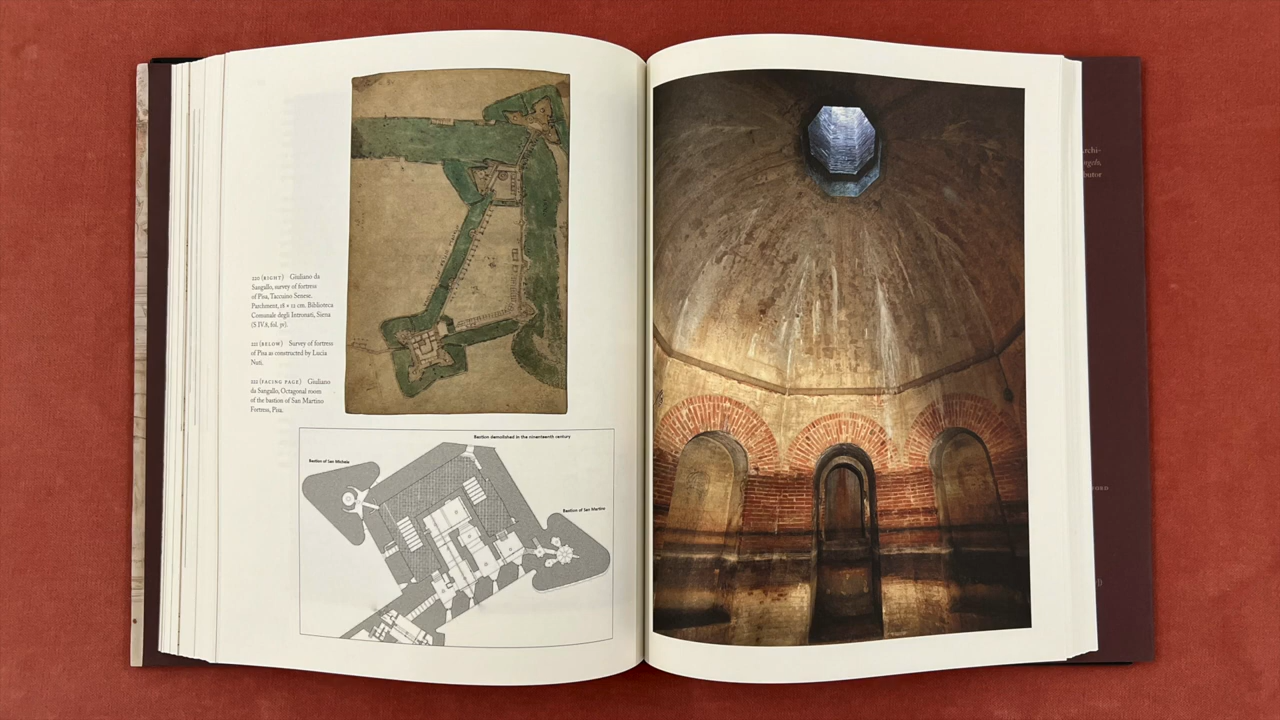 220 (RIGHT) Giuliano da
Sangallo, survey of fortress
of Pisa, Taccuino Senese.
Parchment, 18 × 12 cm. Biblioteca
Comunale degli Intronati, Siena
(S IV.8, fol. 3r).
221 (BELOW) Survey of fortress
of Pisa as constructed by Lucia
Nuti.
222 (FACING PAGE) Giuliano
da Sangallo, Octagonal room
of the bastion of San Martino
Fortress, Pisa.
Bastion demolished in the nineteenth century
Bastion of San Michele
Bastion of San Martino